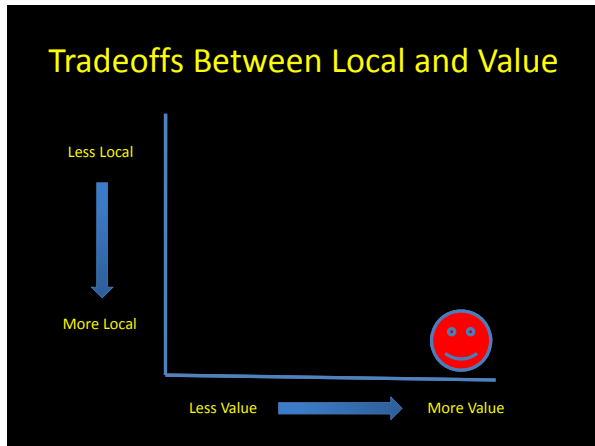 Tradeoffs Between Local and Value
Less Local
More Local
Less Value
More Value